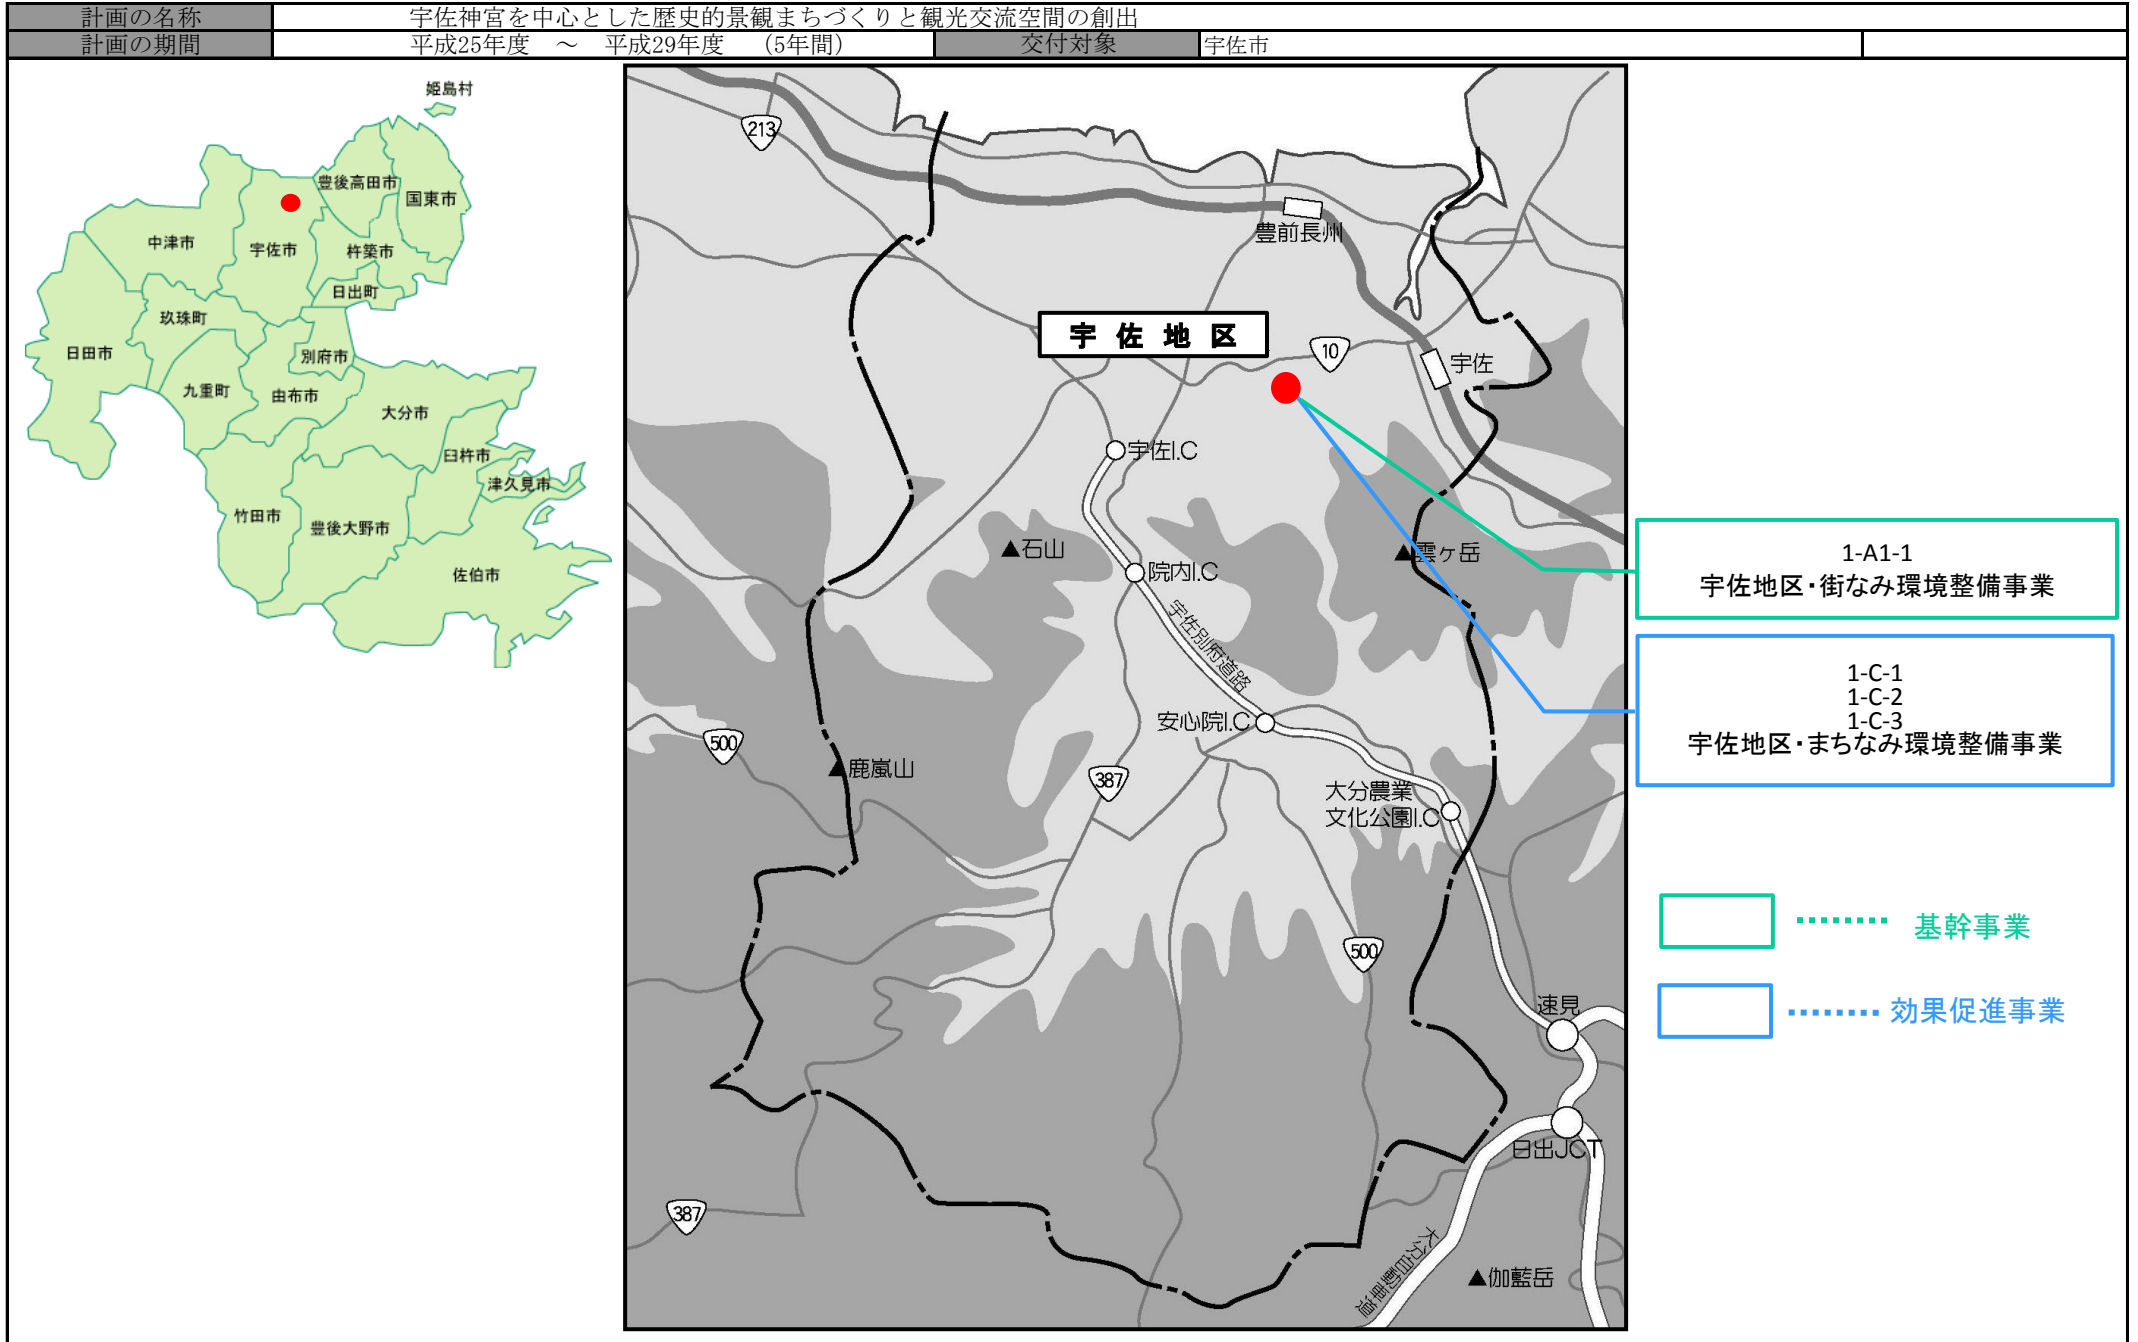 計画の名称
宇佐神宮を中心とした歴史的景観まちづくりと観光交流空間の創出
計画の期間
平成25年度 ～ 平成29年度 (5年間)
交付対象
宇佐市
姫島村
豊後高田市
国東市
中津市
宇佐市
杵築市
日出町
玖珠町
日田市
別府市
九重町
由布市
大分市
臼杵市
津久見市
竹田市
豊後大野市
佐伯市
213
豊前長州
宇佐地区
10
宇佐
宇佐I.C
▲石山
▲雲ヶ岳
院内I.C
宇佐別府道路
安心院I.C
500
▲鹿嵐山
387
大分農業
文化公園I.C
500
速見
日出JCT
387
大分自動車道
▲伽藍岳
1-A1-1
宇佐地区・街なみ環境整備事業
1-C-1
1-C-2
1-C-3
宇佐地区・まちなみ環境整備事業
基幹事業
効果促進事業